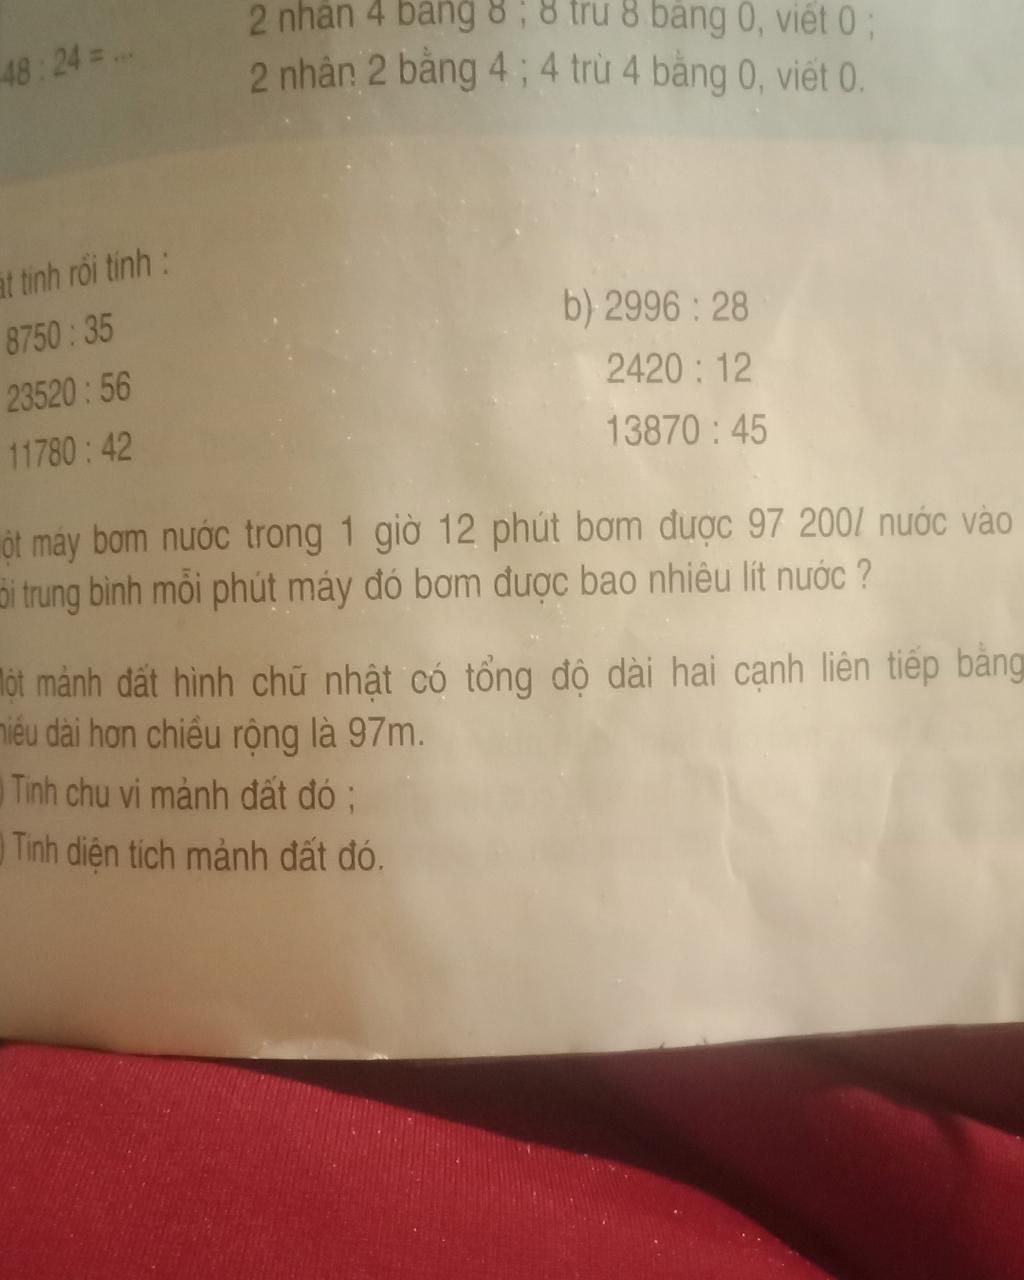 2 nhân 4 bằng 8 ; 8 trừ 8 bằng 0, viết 0 ;
48 : 24 = ...
2 nhân 2 bằng 4 ; 4 trừ 4 bằng 0, viết 0.
tính rồi tính :
8750 : 35
b) 2996 : 28
23520 : 56
2420 : 12
11780 : 42
13870 : 45
máy bơm nước trong 1 giờ 12 phút bơm được 97 200l nước vào
trung bình mỗi phút máy đó bơm được bao nhiêu lít nước ?
mảnh đất hình chữ nhật có tổng độ dài hai cạnh liên tiếp bằng
dài hơn chiều rộng là 97m.
) Tính chu vi mảnh đất đó ;
) Tính diện tích mảnh đất đó.